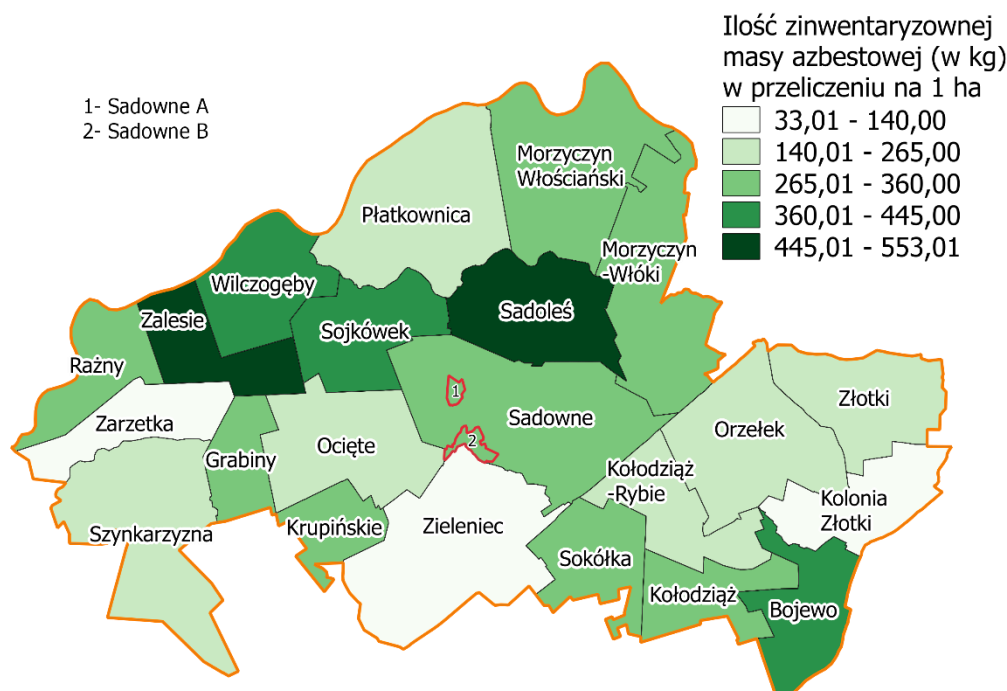 Ilość zinwentaryzownej
masy azbestowej (w kg)
w przeliczeniu na 1 ha
33,01 - 140,00
140,01 - 265,00
265,01 - 360,00
360,01 - 445,00
445,01 - 553,01
1- Sadowne A
2- Sadowne B
Morzyczyn
Włościański
Płatkownica
Morzyczyn
-Włóki
Wilczogęby
Zalesie
Sojkówek
Sadoleś
Rażny
1
Złotki
Zarzetka
Sadowne
Orzełek
2
Ocięte
Grabiny
Kołodziąż
-Rybie
Kolonia
Złotki
Szynkarzyzna
Krupińskie
Zieleniec
Sokółka
Kołodziąż
Bojewo